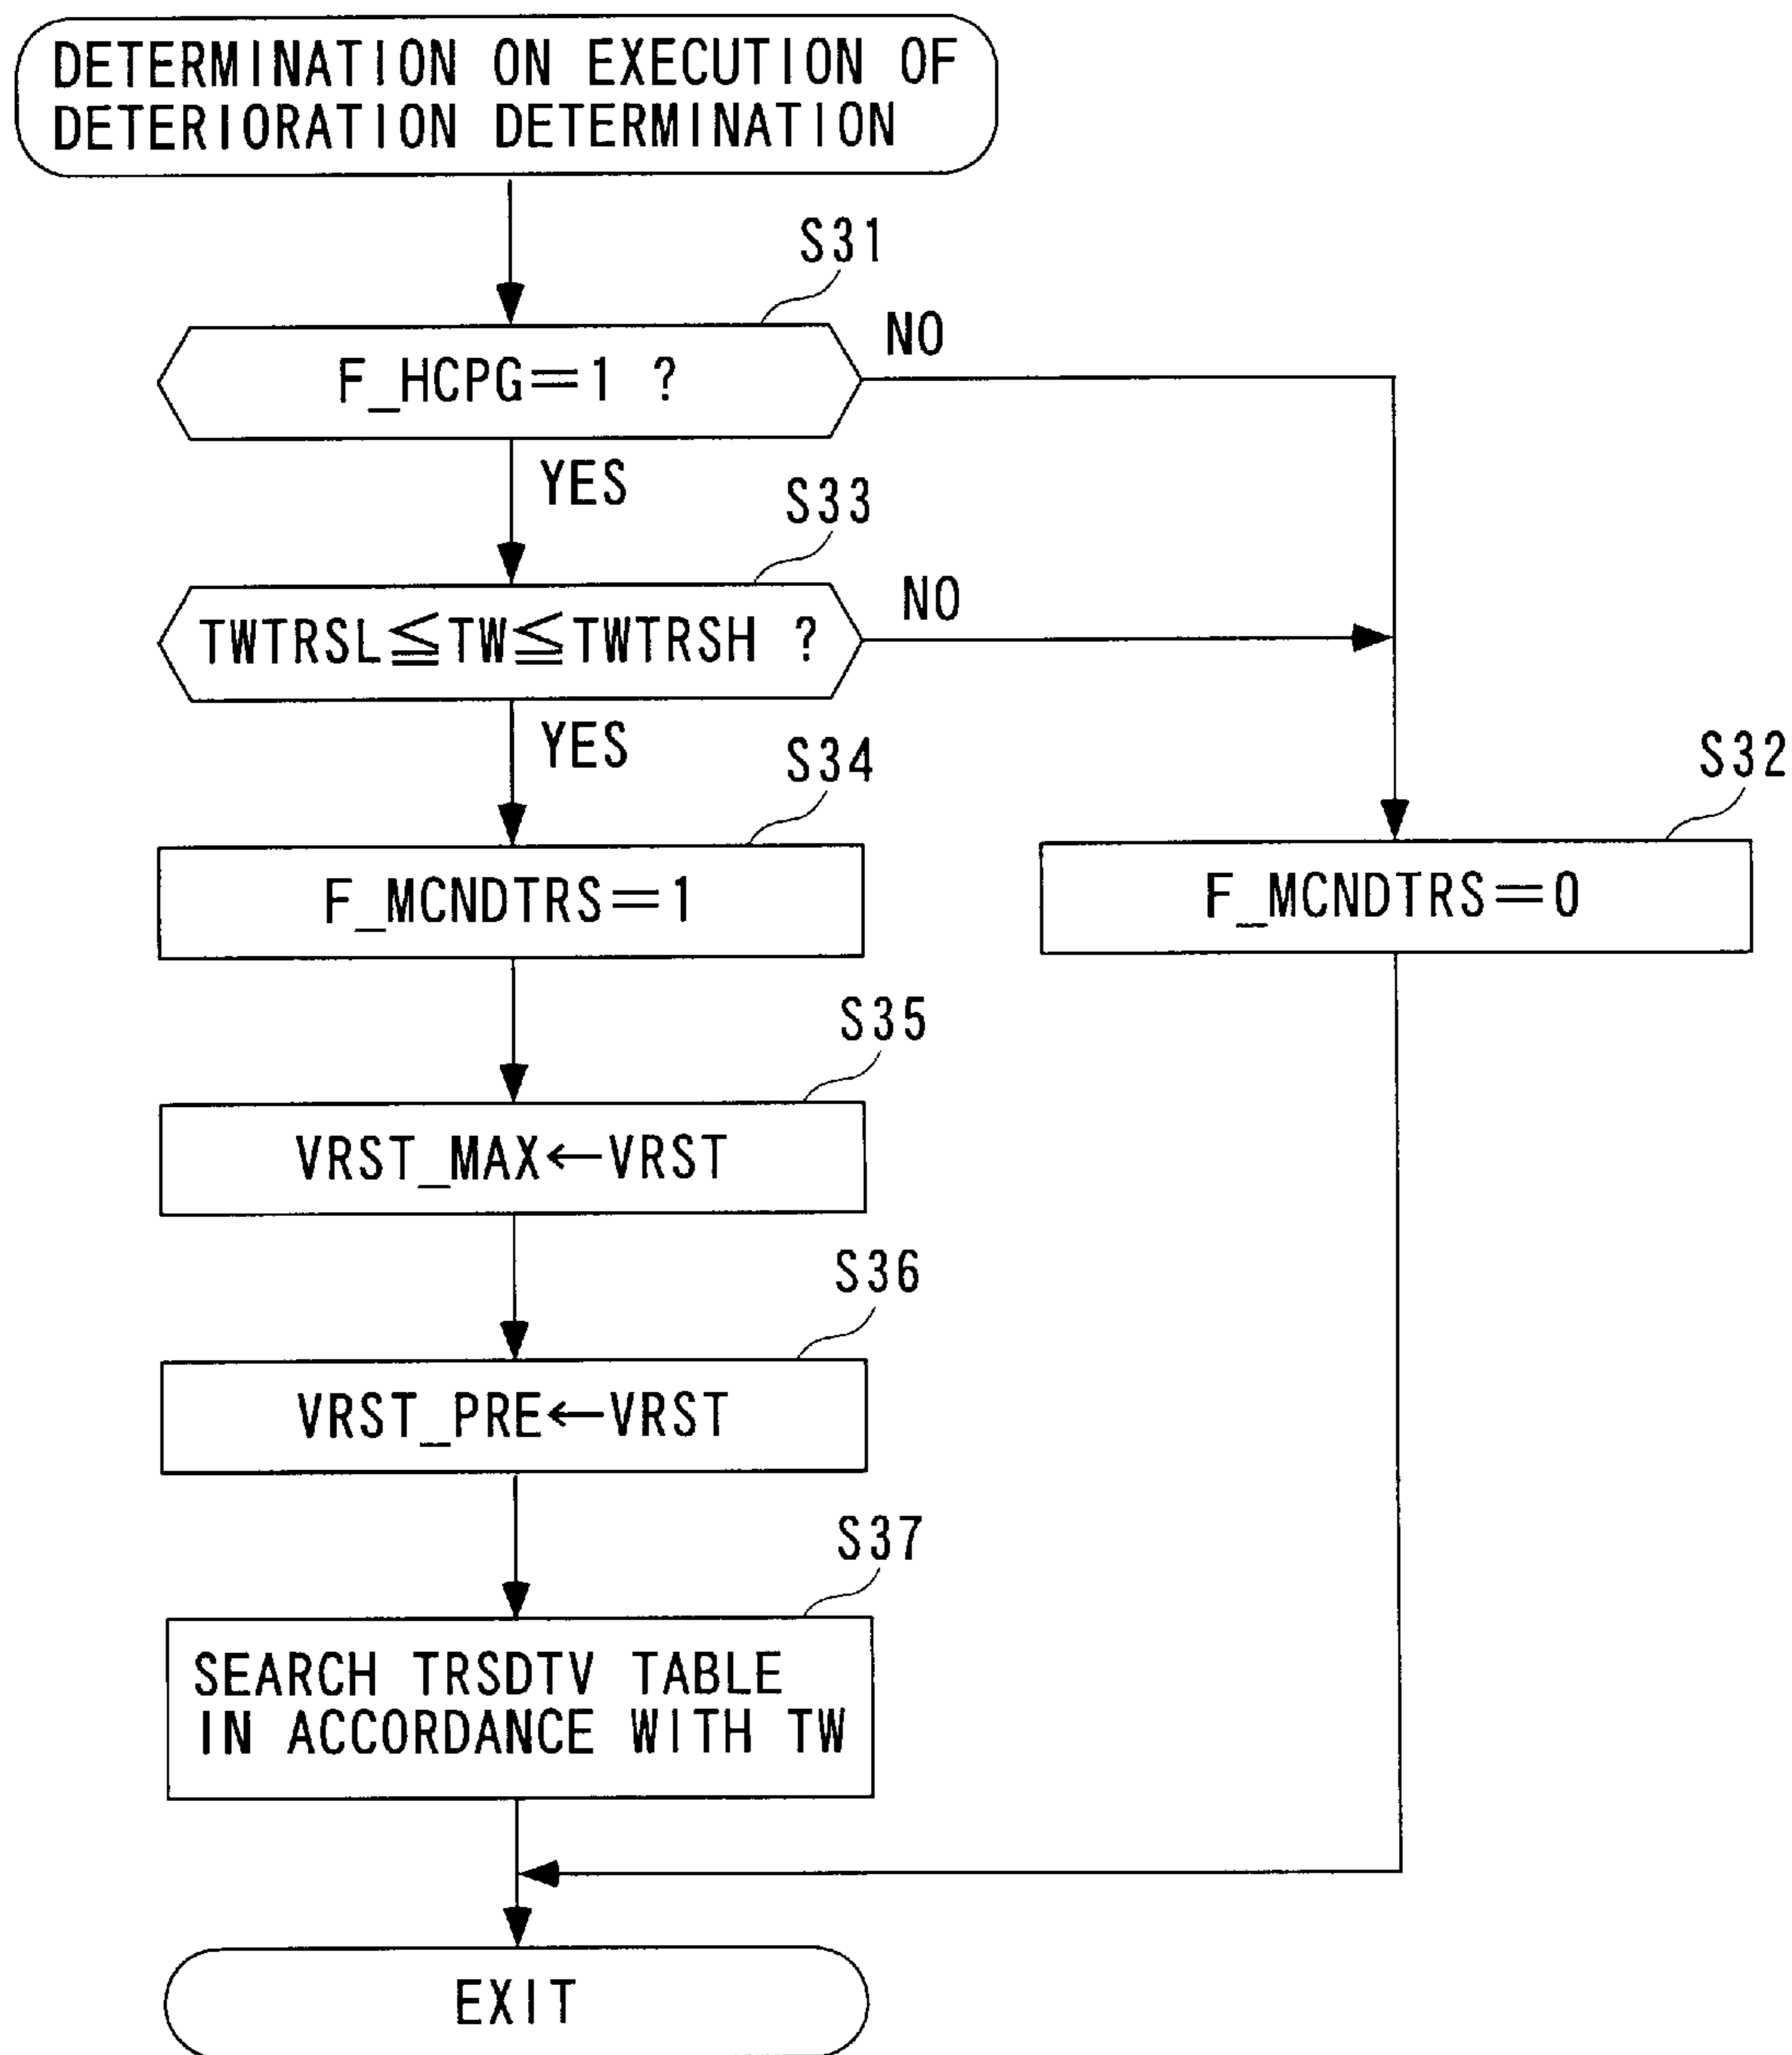 DETERMINATION ON EXECUTION OF
DETERIORATION DETERMINATION
S31
F_HCPG=1 ?
NO
YES
S33
TWTRSL≦TW≦TWTRSH ?
NO
YES
S34
F_MCNDTRS=1
S32
F_MCNDTRS=0
S35
VRST_MAX←VRST
S36
VRST_PRE←VRST
S37
SEARCH TRSDTV TABLE
IN ACCORDANCE WITH TW
EXIT